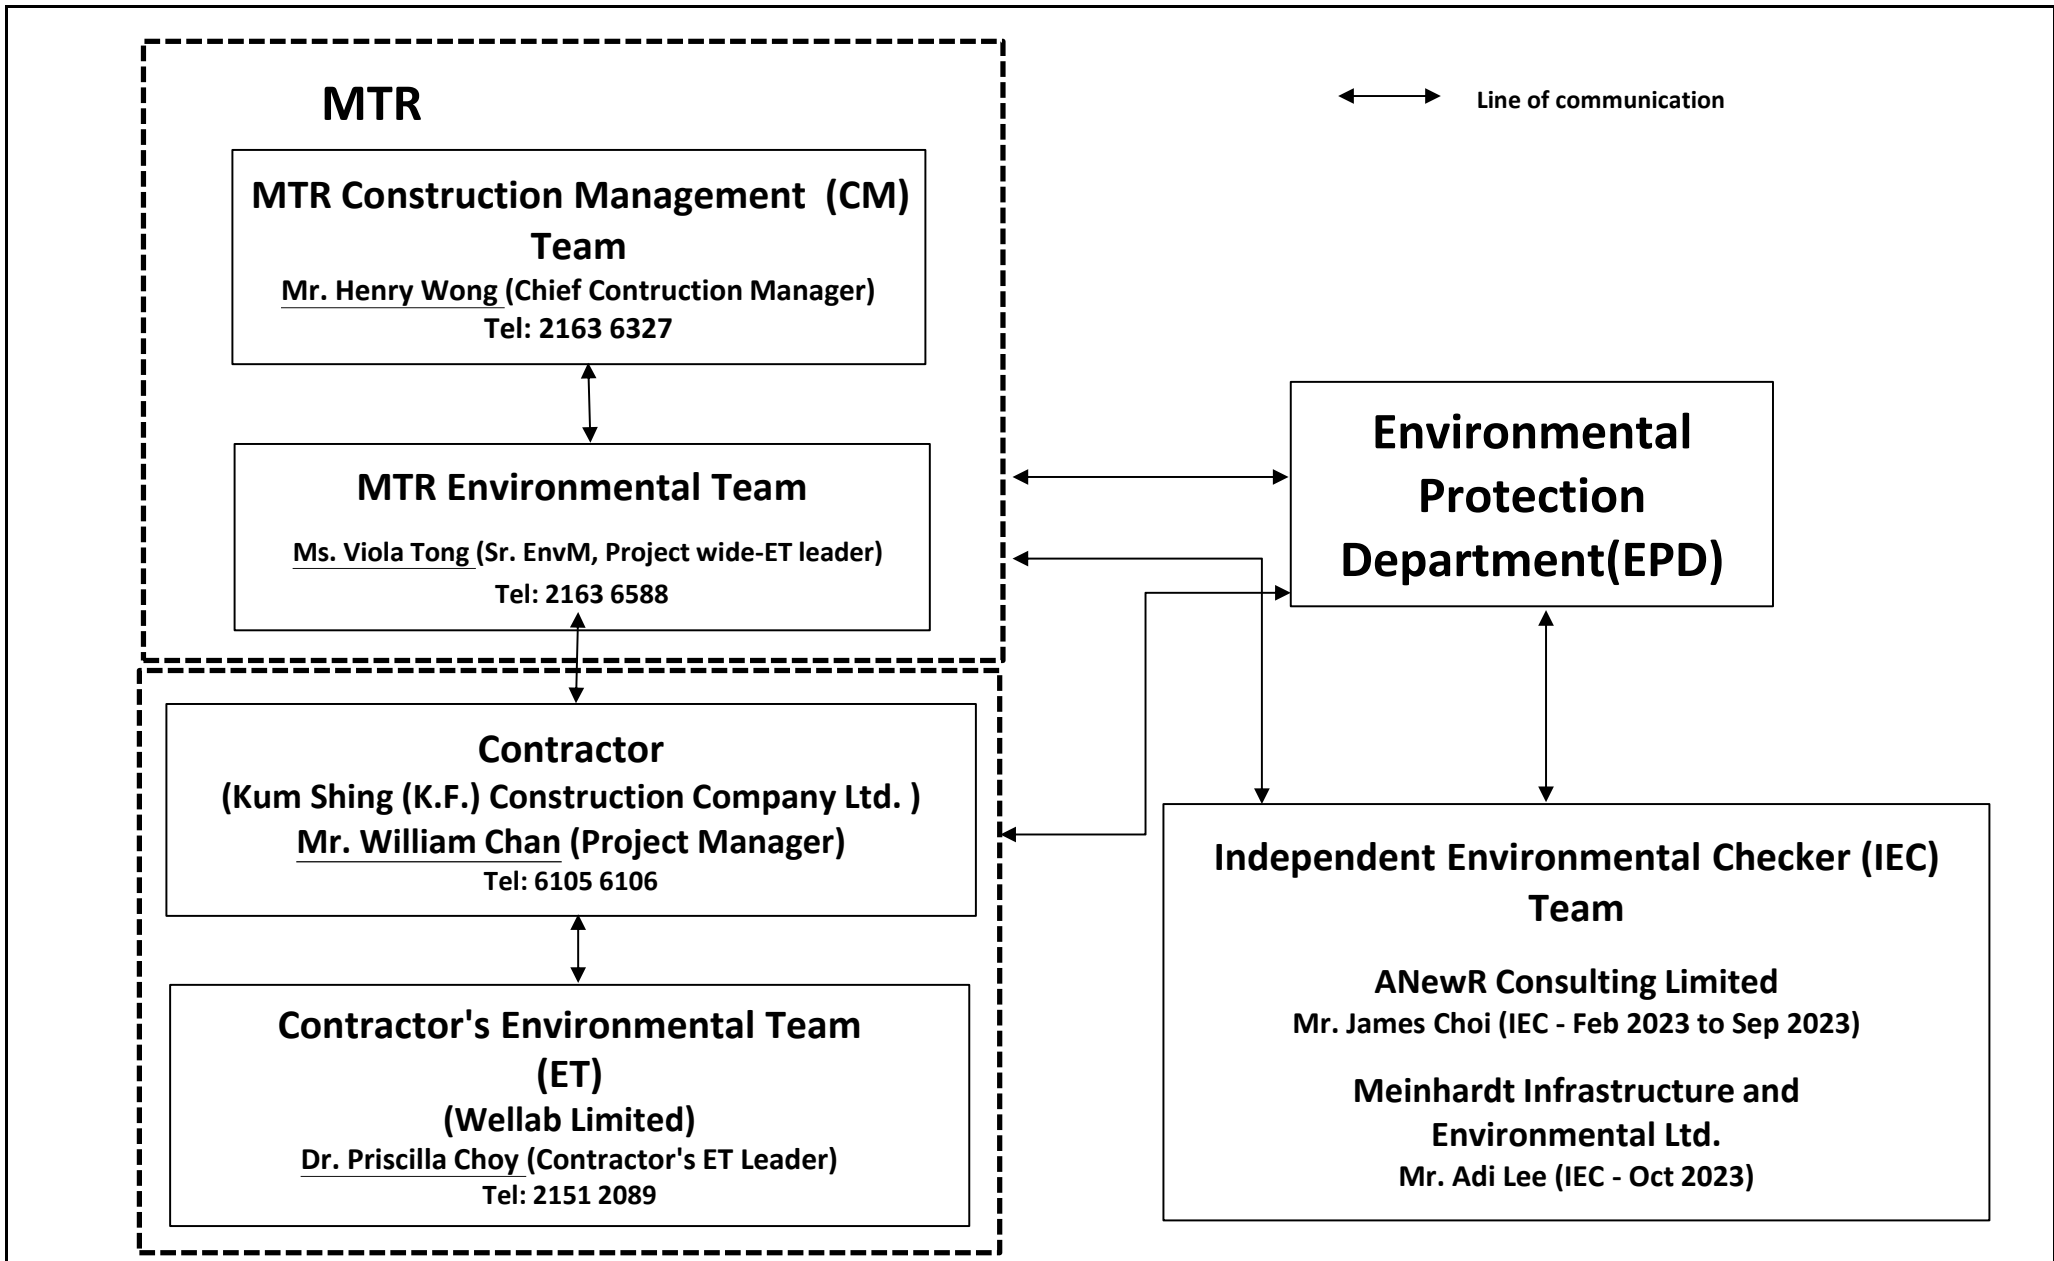 MTR
Line of communication
MTR Construction Management (CM)
Team
Mr. Henry Wong (Chief Contruction Manager)
Tel: 2163 6327
MTR Environmental Team
Ms. Viola Tong (Sr. EnvM, Project wide-ET leader)
Tel: 2163 6588
Environmental
Protection
Department(EPD)
Contractor
(Kum Shing (K.F.) Construction Company Ltd. )
Mr. William Chan (Project Manager)
Tel: 6105 6106
Contractor's Environmental Team
(ET)
(Wellab Limited)
Dr. Priscilla Choy (Contractor's ET Leader)
Tel: 2151 2089
Independent Environmental Checker (IEC)
Team
ANewR Consulting Limited
Mr. James Choi (IEC - Feb 2023 to Sep 2023)
Meinhardt Infrastructure and
Environmental Ltd.
Mr. Adi Lee (IEC - Oct 2023)